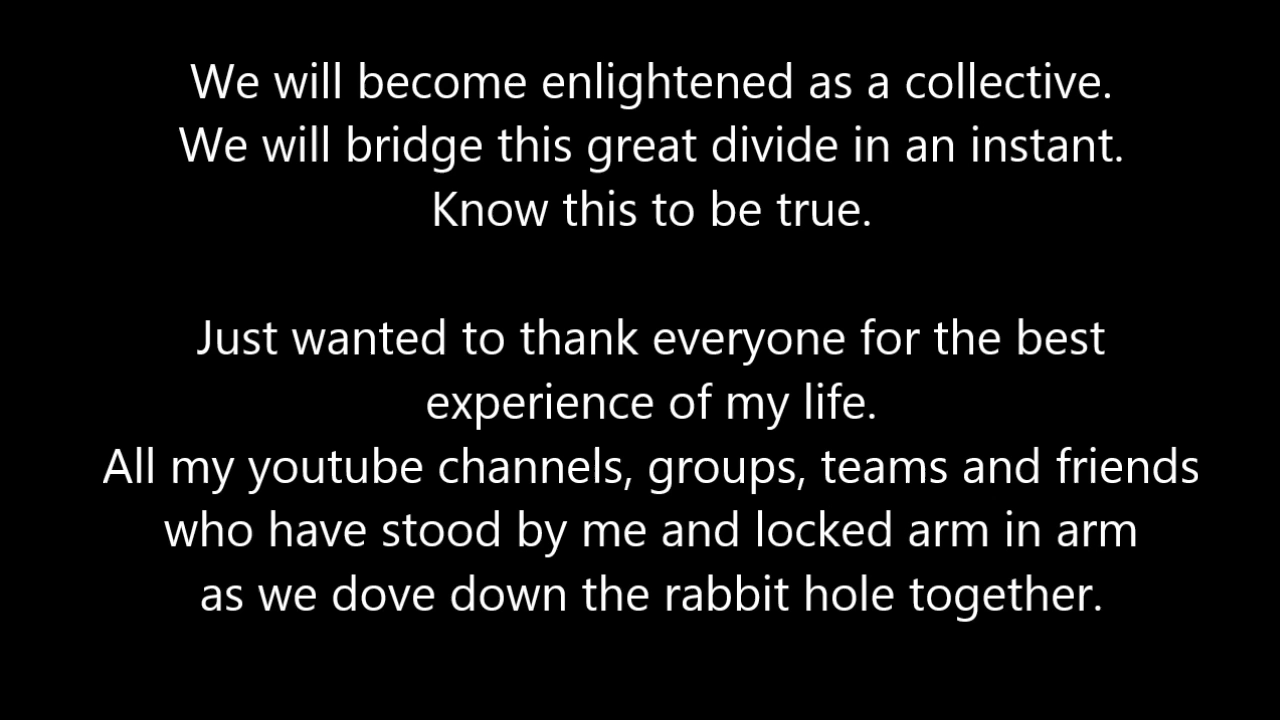 We will become enlightened as a collective.
We will bridge this great divide in an instant.
Know this to be true.
Just wanted to thank everyone for the best
experience of my life.
All my youtube channels, groups, teams and friends
who have stood by me and locked arm in arm
as we dove down the rabbit hole together.